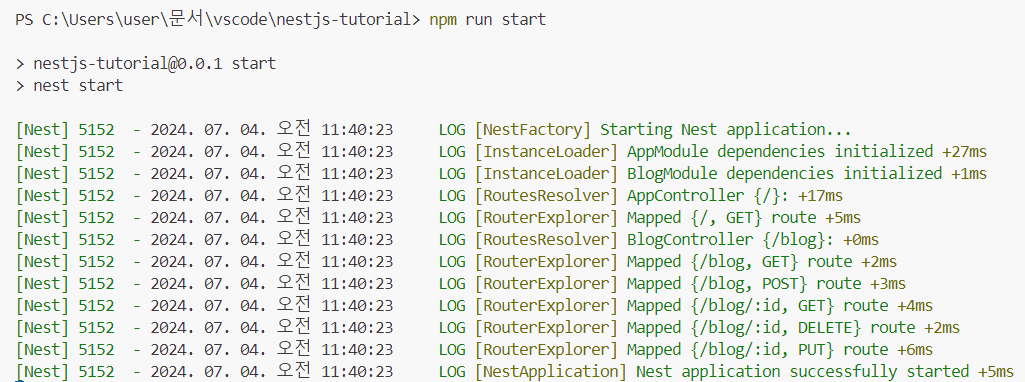 PS C:\Users\user\문서\vscode\nestjs-tutorial> npm run start
> nestjs-tutorial@0.0.1 start
> nest start
[Nest] 5152  - 2024. 07. 04. 오전 11:40:23     LOG [NestFactory] Starting Nest application...
[Nest] 5152  - 2024. 07. 04. 오전 11:40:23     LOG [InstanceLoader] AppModule dependencies initialized +27ms
[Nest] 5152  - 2024. 07. 04. 오전 11:40:23     LOG [InstanceLoader] BlogModule dependencies initialized +1ms
[Nest] 5152  - 2024. 07. 04. 오전 11:40:23     LOG [RoutesResolver] AppController {/}: +17ms
[Nest] 5152  - 2024. 07. 04. 오전 11:40:23     LOG [RouterExplorer] Mapped {/, GET} route +5ms
[Nest] 5152  - 2024. 07. 04. 오전 11:40:23     LOG [RoutesResolver] BlogController {/blog}: +0ms
[Nest] 5152  - 2024. 07. 04. 오전 11:40:23     LOG [RouterExplorer] Mapped {/blog, GET} route +2ms
[Nest] 5152  - 2024. 07. 04. 오전 11:40:23     LOG [RouterExplorer] Mapped {/blog, POST} route +3ms
[Nest] 5152  - 2024. 07. 04. 오전 11:40:23     LOG [RouterExplorer] Mapped {/blog/:id, GET} route +4ms
[Nest] 5152  - 2024. 07. 04. 오전 11:40:23     LOG [RouterExplorer] Mapped {/blog/:id, DELETE} route +2ms
[Nest] 5152  - 2024. 07. 04. 오전 11:40:23     LOG [RouterExplorer] Mapped {/blog/:id, PUT} route +6ms
[Nest] 5152  - 2024. 07. 04. 오전 11:40:23     LOG [NestApplication] Nest application successfully started +5ms